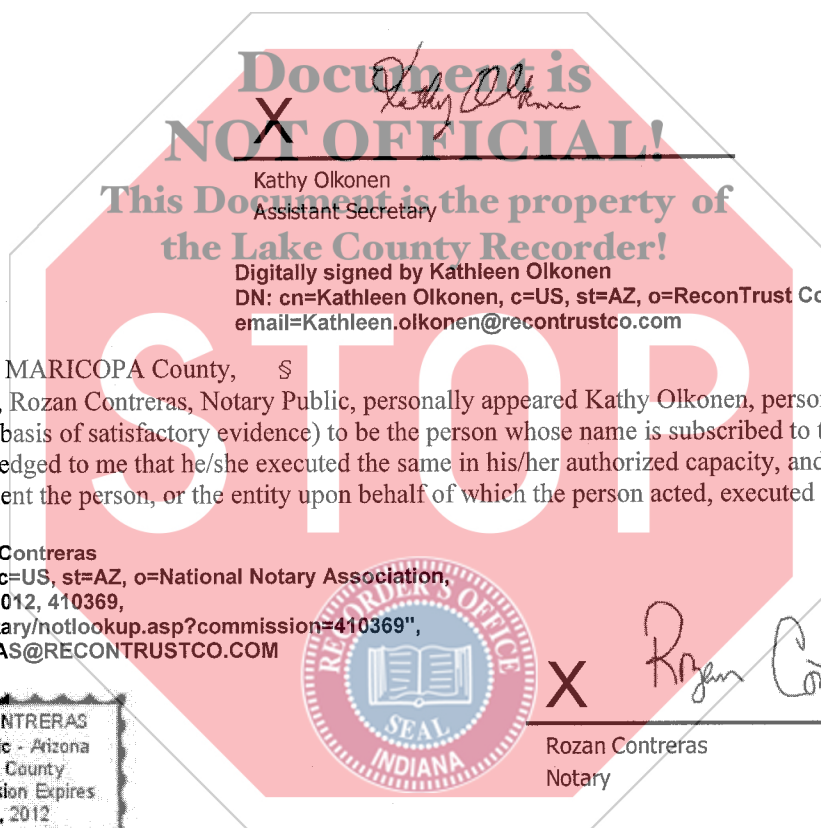 Document is
NOT OFFICIAL!
This Document is the property of
the Lake County Recorder!
STOP
X Kathy Olkonen
Kathy Olkonen
Assistant Secretary
Digitally signed by Kathleen Olkonen
DN: cn=Kathleen Olkonen, c=US, st=AZ, o=ReconTrust Co
email=Kathleen.olkonen@recontrustco.com
MARICOPA County, §
, Rozan Contreras, Notary Public, personally appeared Kathy Olkonen, perso
basis of satisfactory evidence) to be the person whose name is subscribed to t
edged to me that he/she executed the same in his/her authorized capacity, and
ent the person, or the entity upon behalf of which the person acted, executed
Contreras
c=US, st=AZ, o=National Notary Association,
012, 410369,
ary/notlookup.asp?commission=410369",
AS@RECONTRUSTCO.COM
RECORDER'S OFFICE
SEAL
INDIANA
X Rozan Co
Rozan Contreras
Notary
NTRERAS
ic - Arizona
County
sion Expires
, 2012